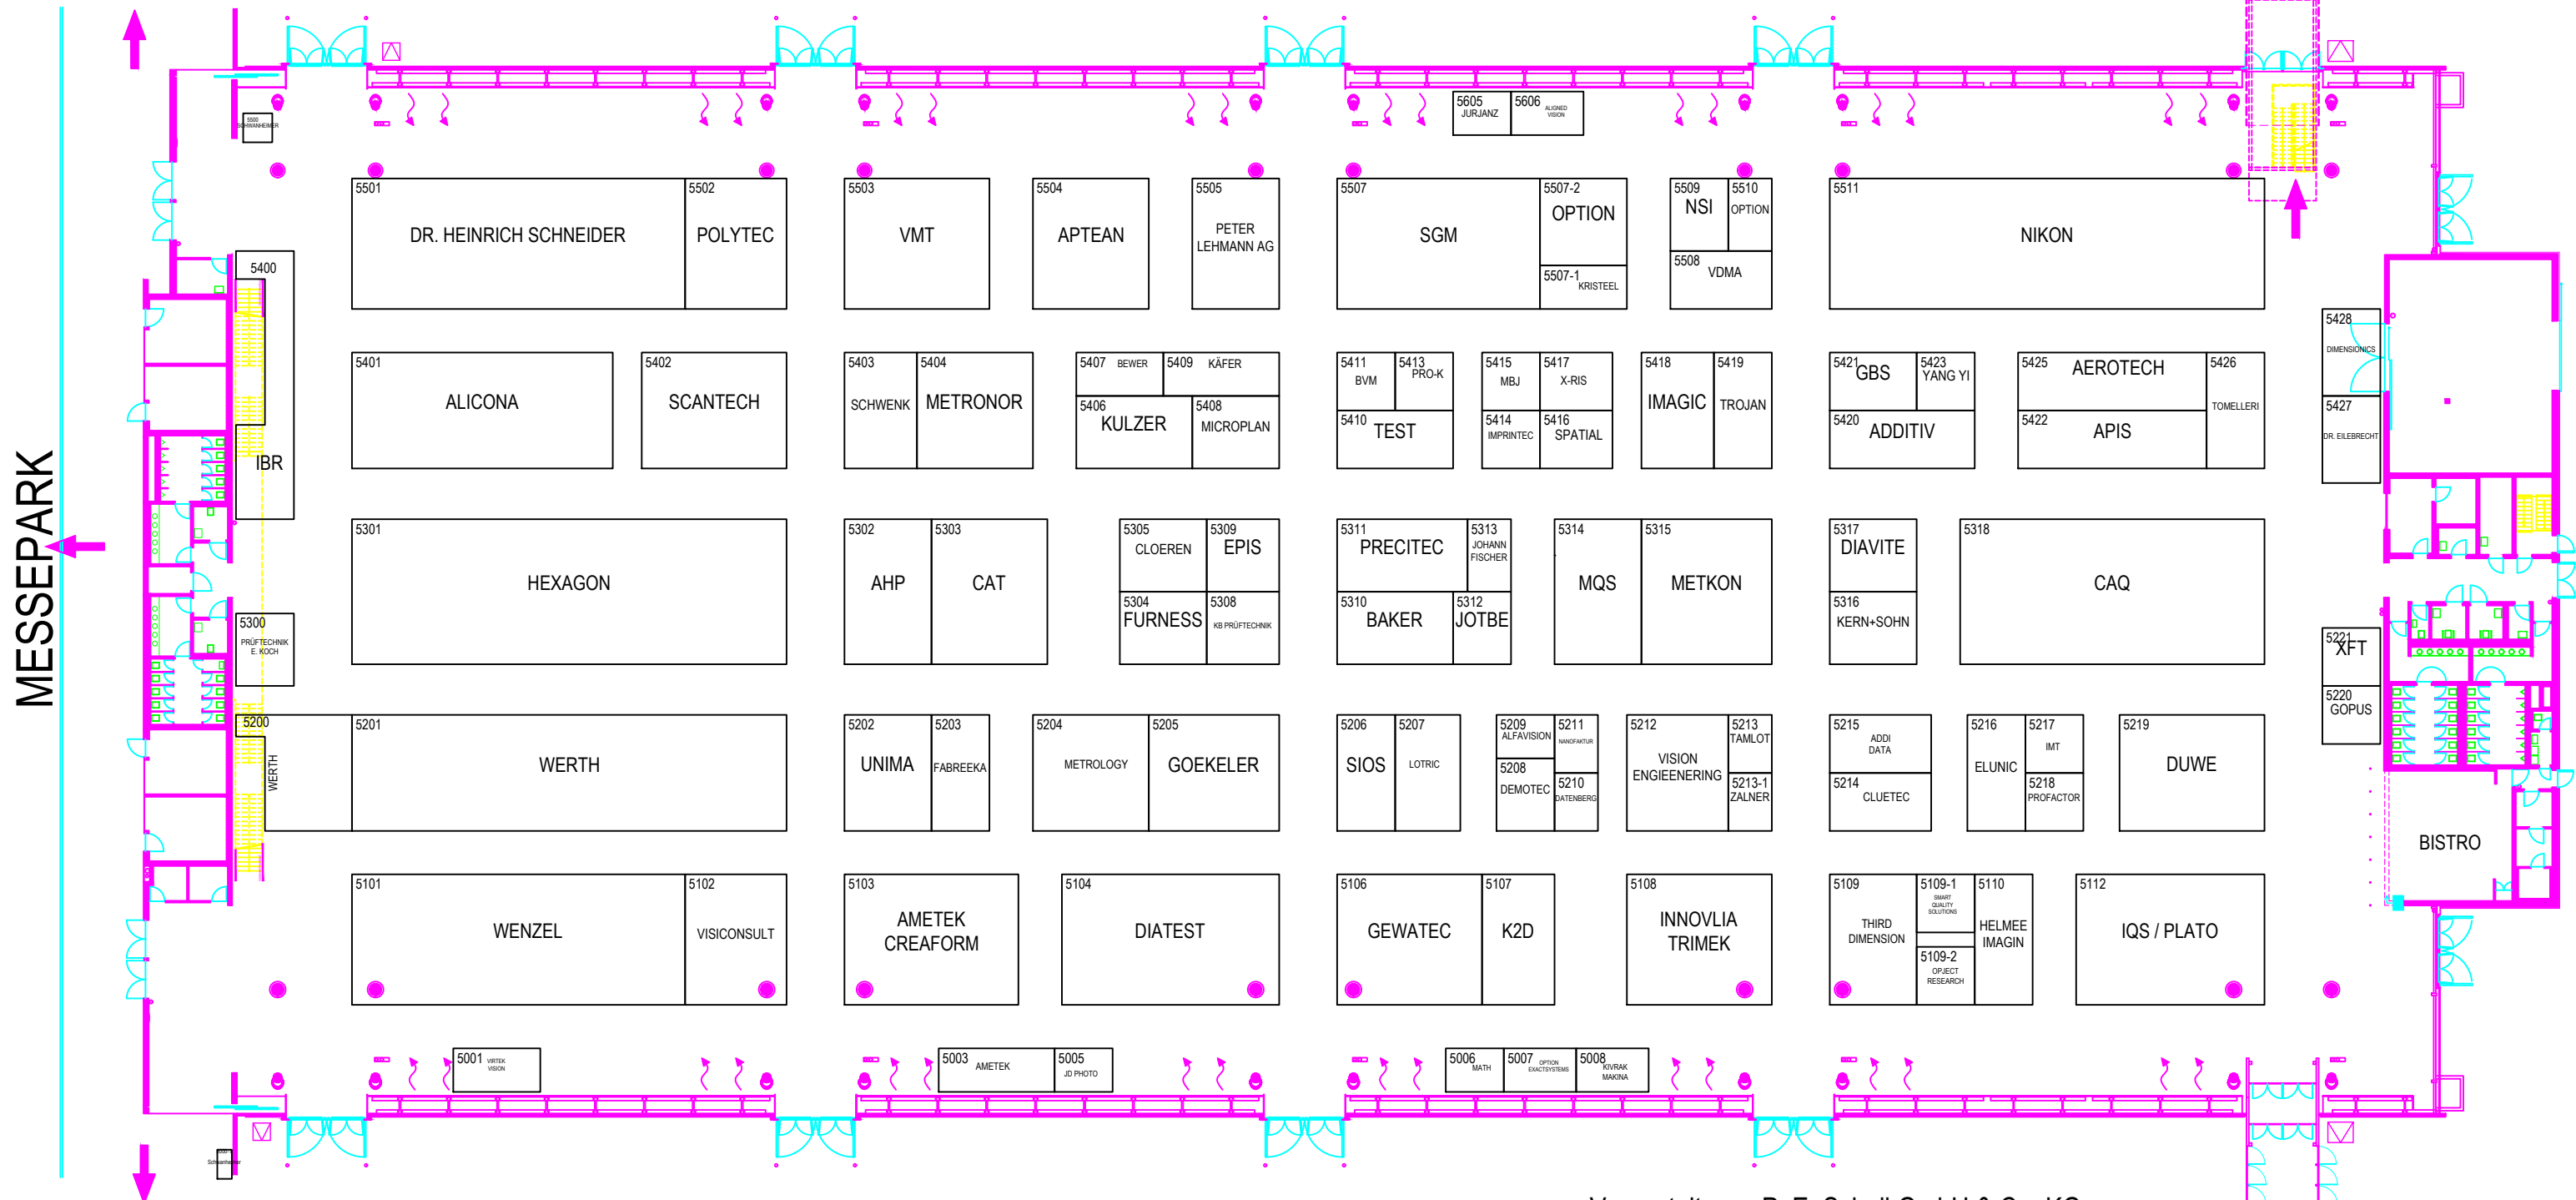 MESSEPARK
5500
SCHWANHEIMER
5605
JURJANZ
5606
ALIGNED
VISION
5501
DR. HEINRICH SCHNEIDER
5502
POLYTEC
5503
VMT
5504
APTEAN
5505
PETER
LEHMANN AG
5507
SGM
5507-2
OPTION
5507-1
KRISTEEL
5509
NSI
5510
OPTION
5508
VDMA
5511
NIKON
5400
IBR
5401
ALICONA
5402
SCANTECH
5403
SCHWENK
5404
METRONOR
5407 BEWER
5409 KÄFER
5406
KULZER
5408
MICROPLAN
5411
BVM
5413
PRO-K
5410
TEST
5415
MBJ
5417
X-RIS
5414
IMPRINTEC
5416
SPATIAL
5418
IMAGIC
5419
TROJAN
5421
GBS
5423
YANG YI
5420
ADDITIV
5425
AEROTECH
5422
APIS
5426
TOMELLERI
5428
DIMENSIONICS
5427
DR. EILEBRECHT
5301
HEXAGON
5302
AHP
5303
CAT
5305
CLOEREN
5309
EPIS
5304
FURNESS
5308
KB PRÜFTECHNIK
5311
PRECITEC
5313
JOHANN
FISCHER
5310
BAKER
5312
JOTBE
5314
MQS
5315
METKON
5317
DIAVITE
5316
KERN+SOHN
5318
CAQ
5300
PRÜFTECHNIK
E. KOCH
5221
XFT
5220
GOPUS
5200
WERTH
5201
WERTH
5202
UNIMA
5203
FABREEKA
5204
METROLOGY
5205
GOEKELER
5206
SIOS
5207
LOTRIC
5209
ALFAVISION
5211
NANOFAKTUR
5208
DEMOTEC
5210
DATENBERG
5212
VISION
ENGIEENERING
5213
TAMLOT
5213-1
ZALNER
5215
ADDI
DATA
5214
CLUETEC
5216
ELUNIC
5217
IMT
5218
PROFACTOR
5219
DUWE
BISTRO
5101
WENZEL
5102
VISICONSULT
5103
AMETEK
CREAFORM
5104
DIATEST
5106
GEWATEC
5107
K2D
5108
INNOVLIA
TRIMEK
5109
THIRD
DIMENSION
5109-1
SMART
QUALITY
SOLUTIONS
5109-2
OPJECT
RESEARCH
5110
HELMEE
IMAGIN
5112
IQS / PLATO
5001 VIRTEK
VISION
5003
AMETEK
5005
JD PHOTO
5006
MATH
5007 OPTION
EXACTSYSTEMS
5008
KIVRAK
MAKINA